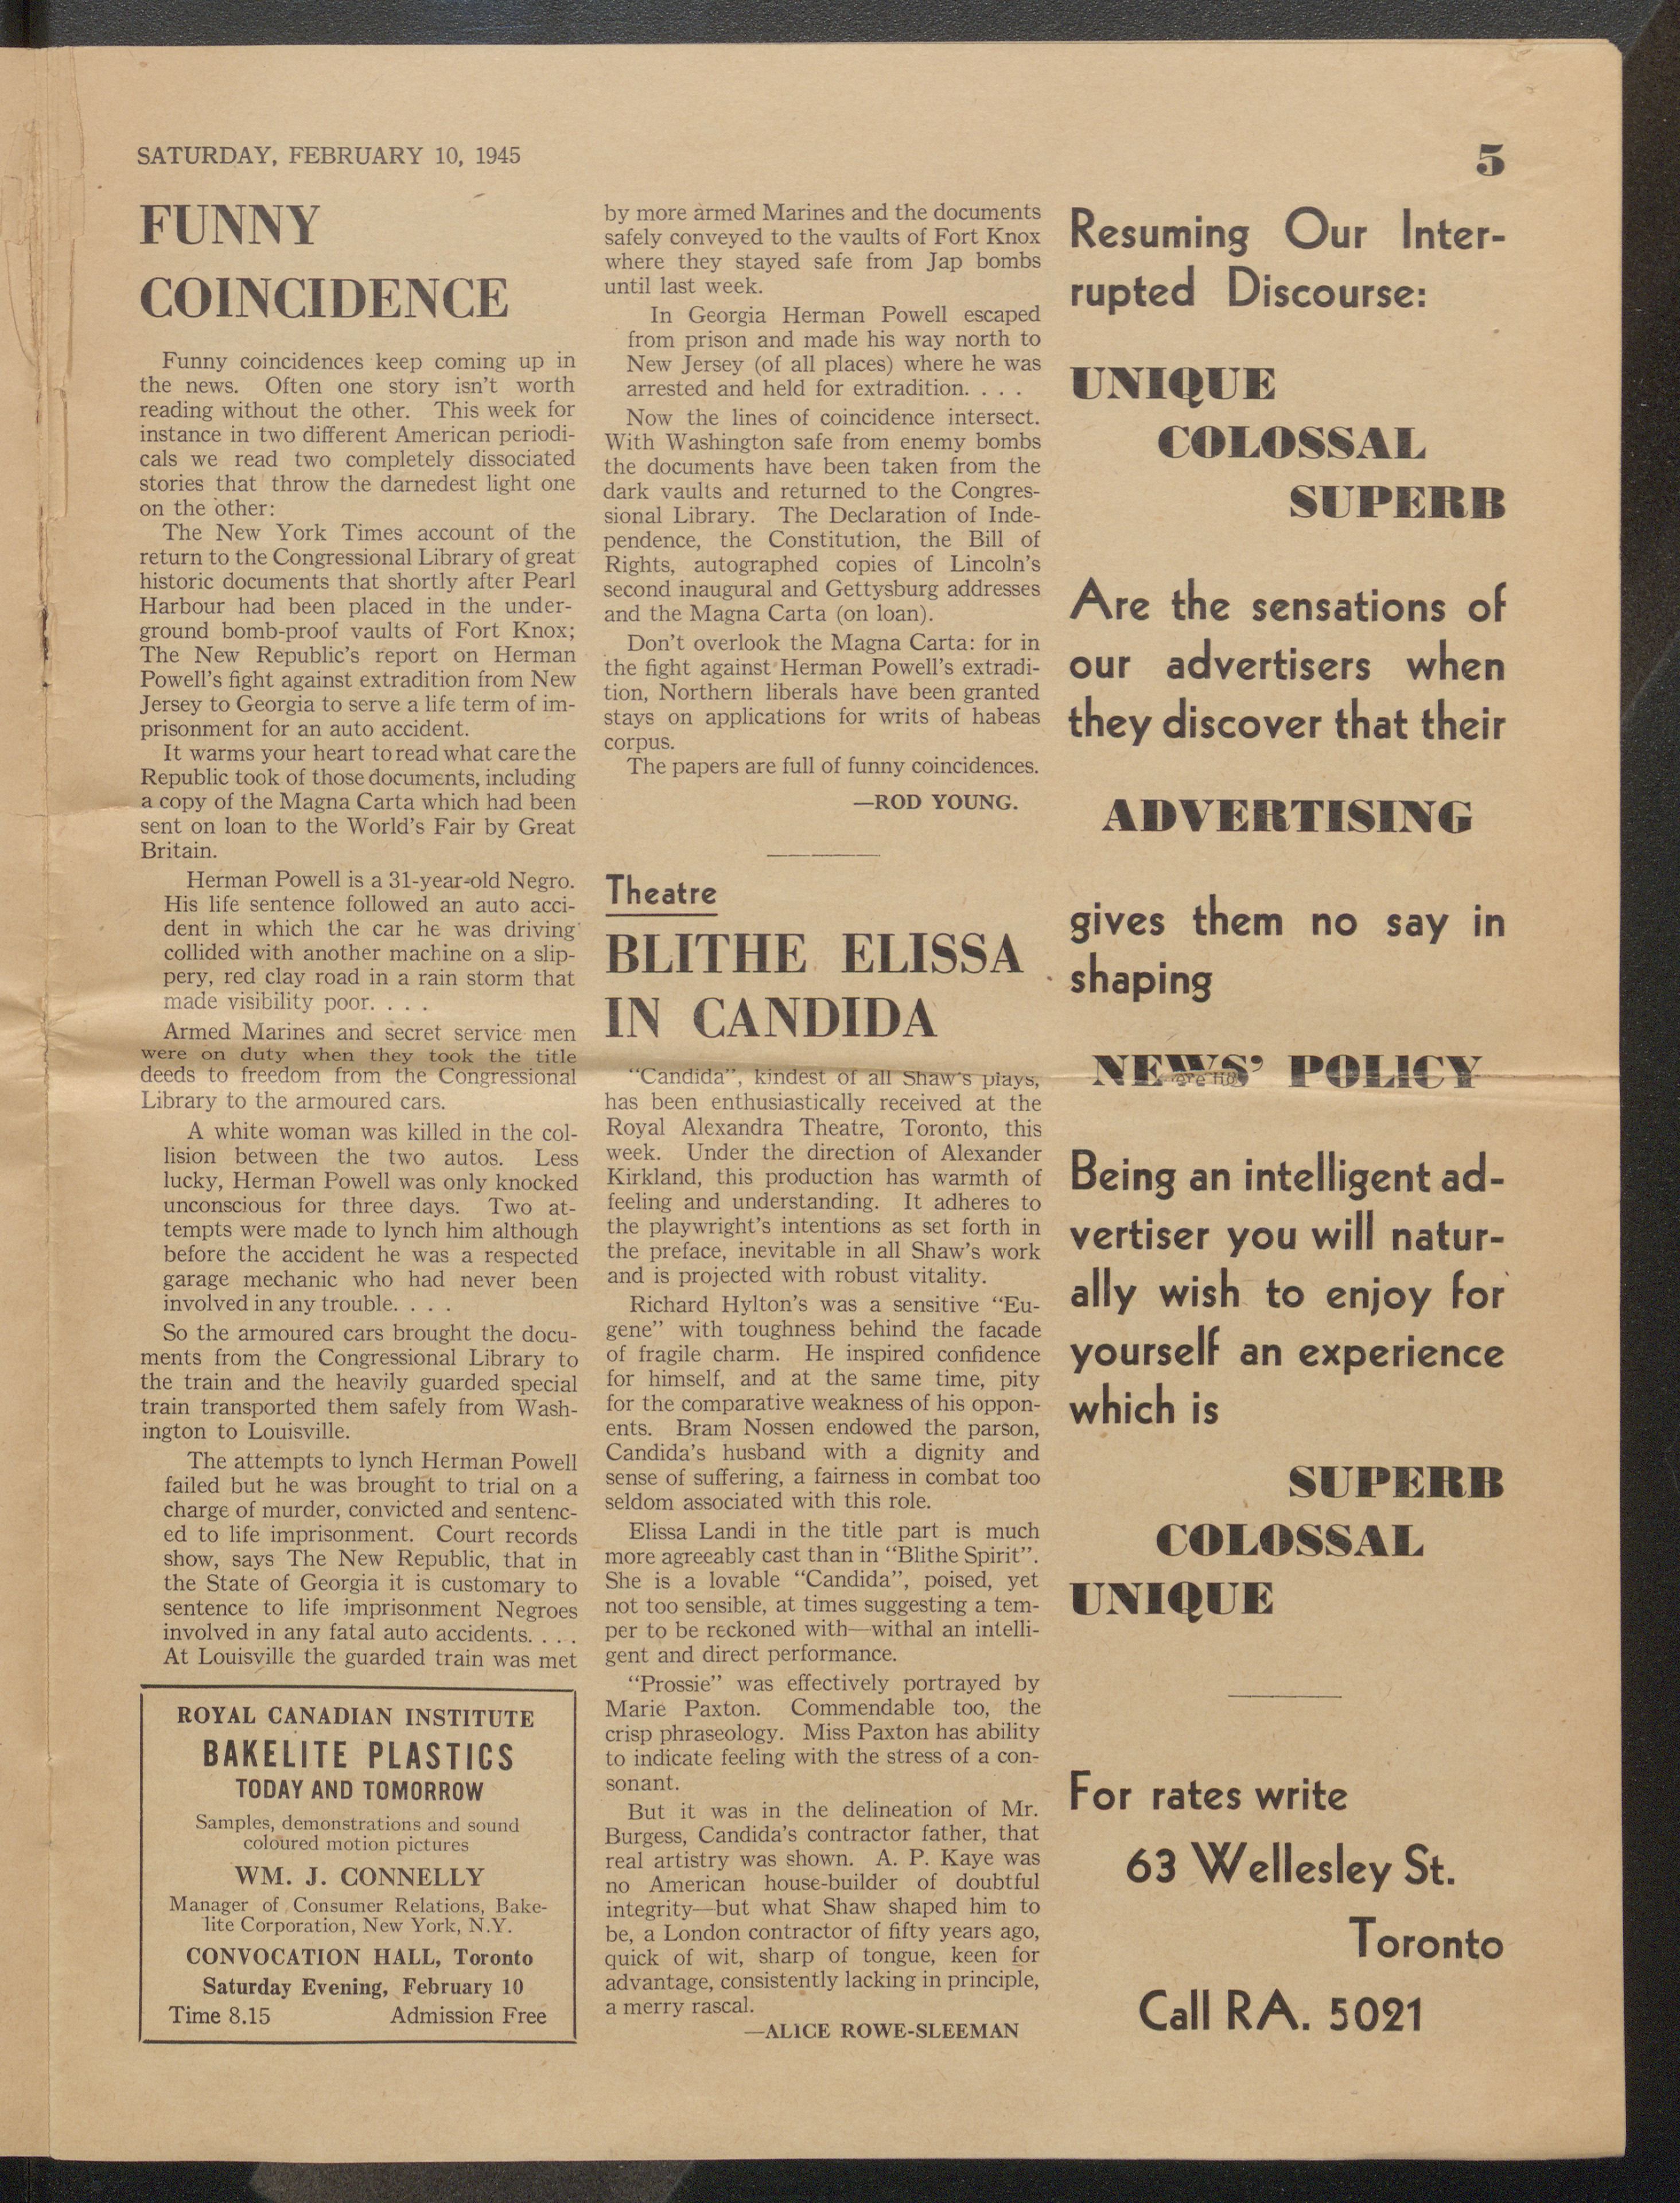 SATURDAY, FEBRUARY 10, 1945
5
FUNNY
COINCIDENCE
Funny coincidences keep coming up in
the news. Often one story isn't worth
reading without the other. This week for
instance in two different American periodi-
cals we read two completely dissociated
stories that throw the darnedest light one
on the other:
The New York Times account of the
return to the Congressional Library of great
historic documents that shortly after Pearl
Harbour had been placed in the under-
ground bomb-proof vaults of Fort Knox;
The New Republic's report on Herman
Powell's fight against extradition from New
Jersey to Georgia to serve a life term of im-
prisonment for an auto accident.
It warms your heart to read what care the
Republic took of those documents, including
a copy of the Magna Carta which had been
sent on loan to the World's Fair by Great
Britain.
Herman Powell is a 31-year-old Negro.
His life sentence followed an auto acci-
dent in which the car he was driving
collided with another machine on a slip-
pery, red clay road in a rain storm that
made visibility poor. . . .
Armed Marines and secret service men
were on duty when they took the title
deeds to freedom from the Congressional
Library to the armoured cars.
A white woman was killed in the col-
lision between the two autos. Less
lucky, Herman Powell was only knocked
unconscious for three days. Two at-
tempts were made to lynch him although
before the accident he was a respected
garage mechanic who had never been
involved in any trouble. . . .
So the armoured cars brought the docu-
ments from the Congressional Library to
the train and the heavily guarded special
train transported them safely from Wash-
ington to Louisville.
The attempts to lynch Herman Powell
failed but he was brought to trial on a
charge of murder, convicted and sentenc-
ed to life imprisonment. Court records
show, says The New Republic, that in
the State of Georgia it is customary to
sentence to life imprisonment Negroes
involved in any fatal auto accidents. . . .
At Louisville the guarded train was met
ROYAL CANADIAN INSTITUTE
BAKELITE PLASTICS
TODAY AND TOMORROW
Samples, demonstrations and sound
coloured motion pictures
WM. J. CONNELLY
Manager of Consumer Relations, Bake-
lite Corporation, New York, N.Y.
CONVOCATION HALL, Toronto
Saturday Evening, February 10
Time 8.15 Admission Free
by more armed Marines and the documents
safely conveyed to the vaults of Fort Knox
where they stayed safe from Jap bombs
until last week.
In Georgia Herman Powell escaped
from prison and made his way north to
New Jersey (of all places) where he was
arrested and held for extradition. . . .
Now the lines of coincidence intersect.
With Washington safe from enemy bombs
the documents have been taken from the
dark vaults and returned to the Congres-
sional Library. The Declaration of Inde-
pendence, the Constitution, the Bill of
Rights, autographed copies of Lincoln's
second inaugural and Gettysburg addresses
and the Magna Carta (on loan).
Don't overlook the Magna Carta: for in
the fight against Herman Powell's extradi-
tion, Northern liberals have been granted
stays on applications for writs of habeas
corpus.
The papers are full of funny coincidences.
—ROD YOUNG.
Theatre
BLITHE ELISSA
IN CANDIDA
"Candida", kindest of all Shaw's plays,
has been enthusiastically received at the
Royal Alexandra Theatre, Toronto, this
week. Under the direction of Alexander
Kirkland, this production has warmth of
feeling and understanding. It adheres to
the playwright's intentions as set forth in
the preface, inevitable in all Shaw's work
and is projected with robust vitality.
Richard Hylton's was a sensitive "Eu-
gene" with toughness behind the facade
of fragile charm. He inspired confidence
for himself, and at the same time, pity
for the comparative weakness of his oppon-
ents. Bram Nossen endowed the parson,
Candida's husband with a dignity and
sense of suffering, a fairness in combat too
seldom associated with this role.
Elissa Landi in the title part is much
more agreeably cast than in "Blithe Spirit".
She is a lovable "Candida", poised, yet
not too sensible, at times suggesting a tem-
per to be reckoned with—withal an intelli-
gent and direct performance.
"Prossie" was effectively portrayed by
Marie Paxton. Commendable too, the
crisp phraseology. Miss Paxton has ability
to indicate feeling with the stress of a con-
sonant.
But it was in the delineation of Mr.
Burgess, Candida's contractor father, that
real artistry was shown. A. P. Kaye was
no American house-builder of doubtful
integrity—but what Shaw shaped him to
be, a London contractor of fifty years ago,
quick of wit, sharp of tongue, keen for
advantage, consistently lacking in principle,
a merry rascal.
—ALICE ROWE-SLEEMAN
Resuming Our Inter-
rupted Discourse:
UNIQUE
COLOSSAL
SUPERB
Are the sensations of
our advertisers when
they discover that their
ADVERTISING
gives them no say in
shaping
NEWS' POLICY
Being an intelligent ad-
vertiser you will natur-
ally wish to enjoy for
yourself an experience
which is
SUPERB
COLOSSAL
UNIQUE
For rates write
63 Wellesley St.
Toronto
Call RA. 5021